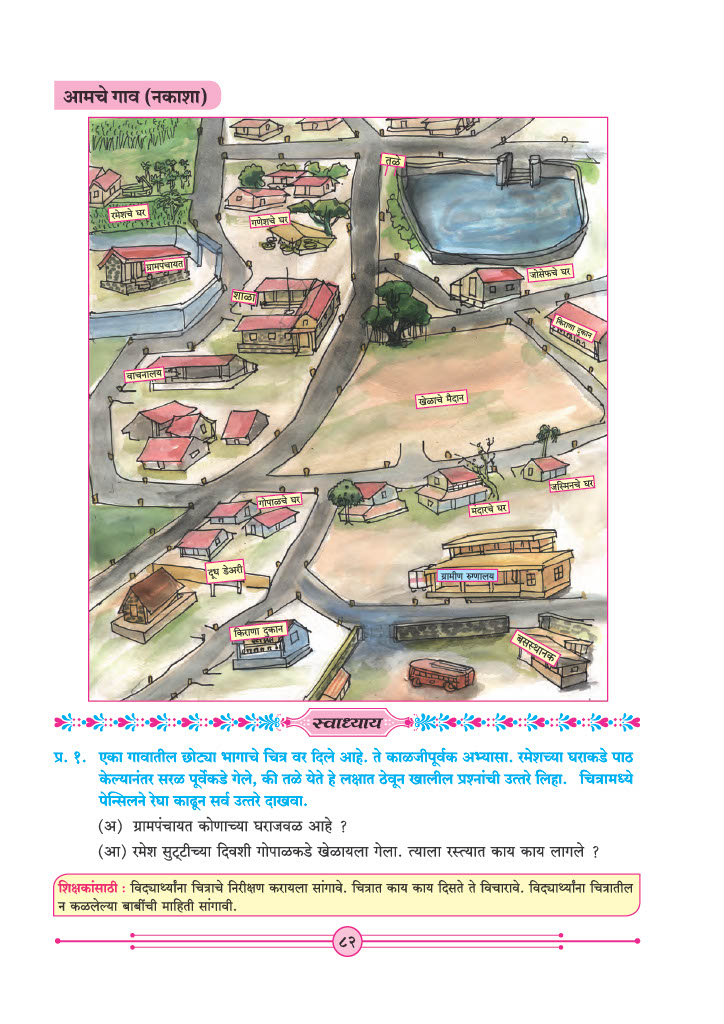 आमचे गाव (नकाशा)
तळे
रमेशचे घर
गणेशचे घर
ग्रामपंचायत
जोसेफचे घर
शाळा
किराणा दुकान
वाचनालय
खेळाचे मैदान
जस्मिनचे घर
गोपाळचे घर
मदारचे घर
दूध डेअरी
ग्रामीण रुग्णालय
किराणा दुकान
बसस्थानक
स्वाध्याय
प्र. १. एका गावातील छोट्या भागाचे चित्र वर दिले आहे. ते काळजीपूर्वक अभ्यासा. रमेशच्या घराकडे पाठ
केल्यानंतर सरळ पूर्वेकडे गेले, की तळे येते हे लक्षात ठेवून खालील प्रश्नांची उत्तरे लिहा. चित्रामध्ये
पेन्सिलने रेघा काढून सर्व उत्तरे दाखवा.
(अ) ग्रामपंचायत कोणाच्या घराजवळ आहे ?
(आ) रमेश सुट्टीच्या दिवशी गोपाळकडे खेळायला गेला. त्याला रस्त्यात काय काय लागले ?
शिक्षकांसाठी : विद्यार्थ्यांना चित्राचे निरीक्षण करायला सांगावे. चित्रात काय काय दिसते ते विचारावे. विद्यार्थ्यांना चित्रातील
न कळलेल्या बाबींची माहिती सांगावी.
८२